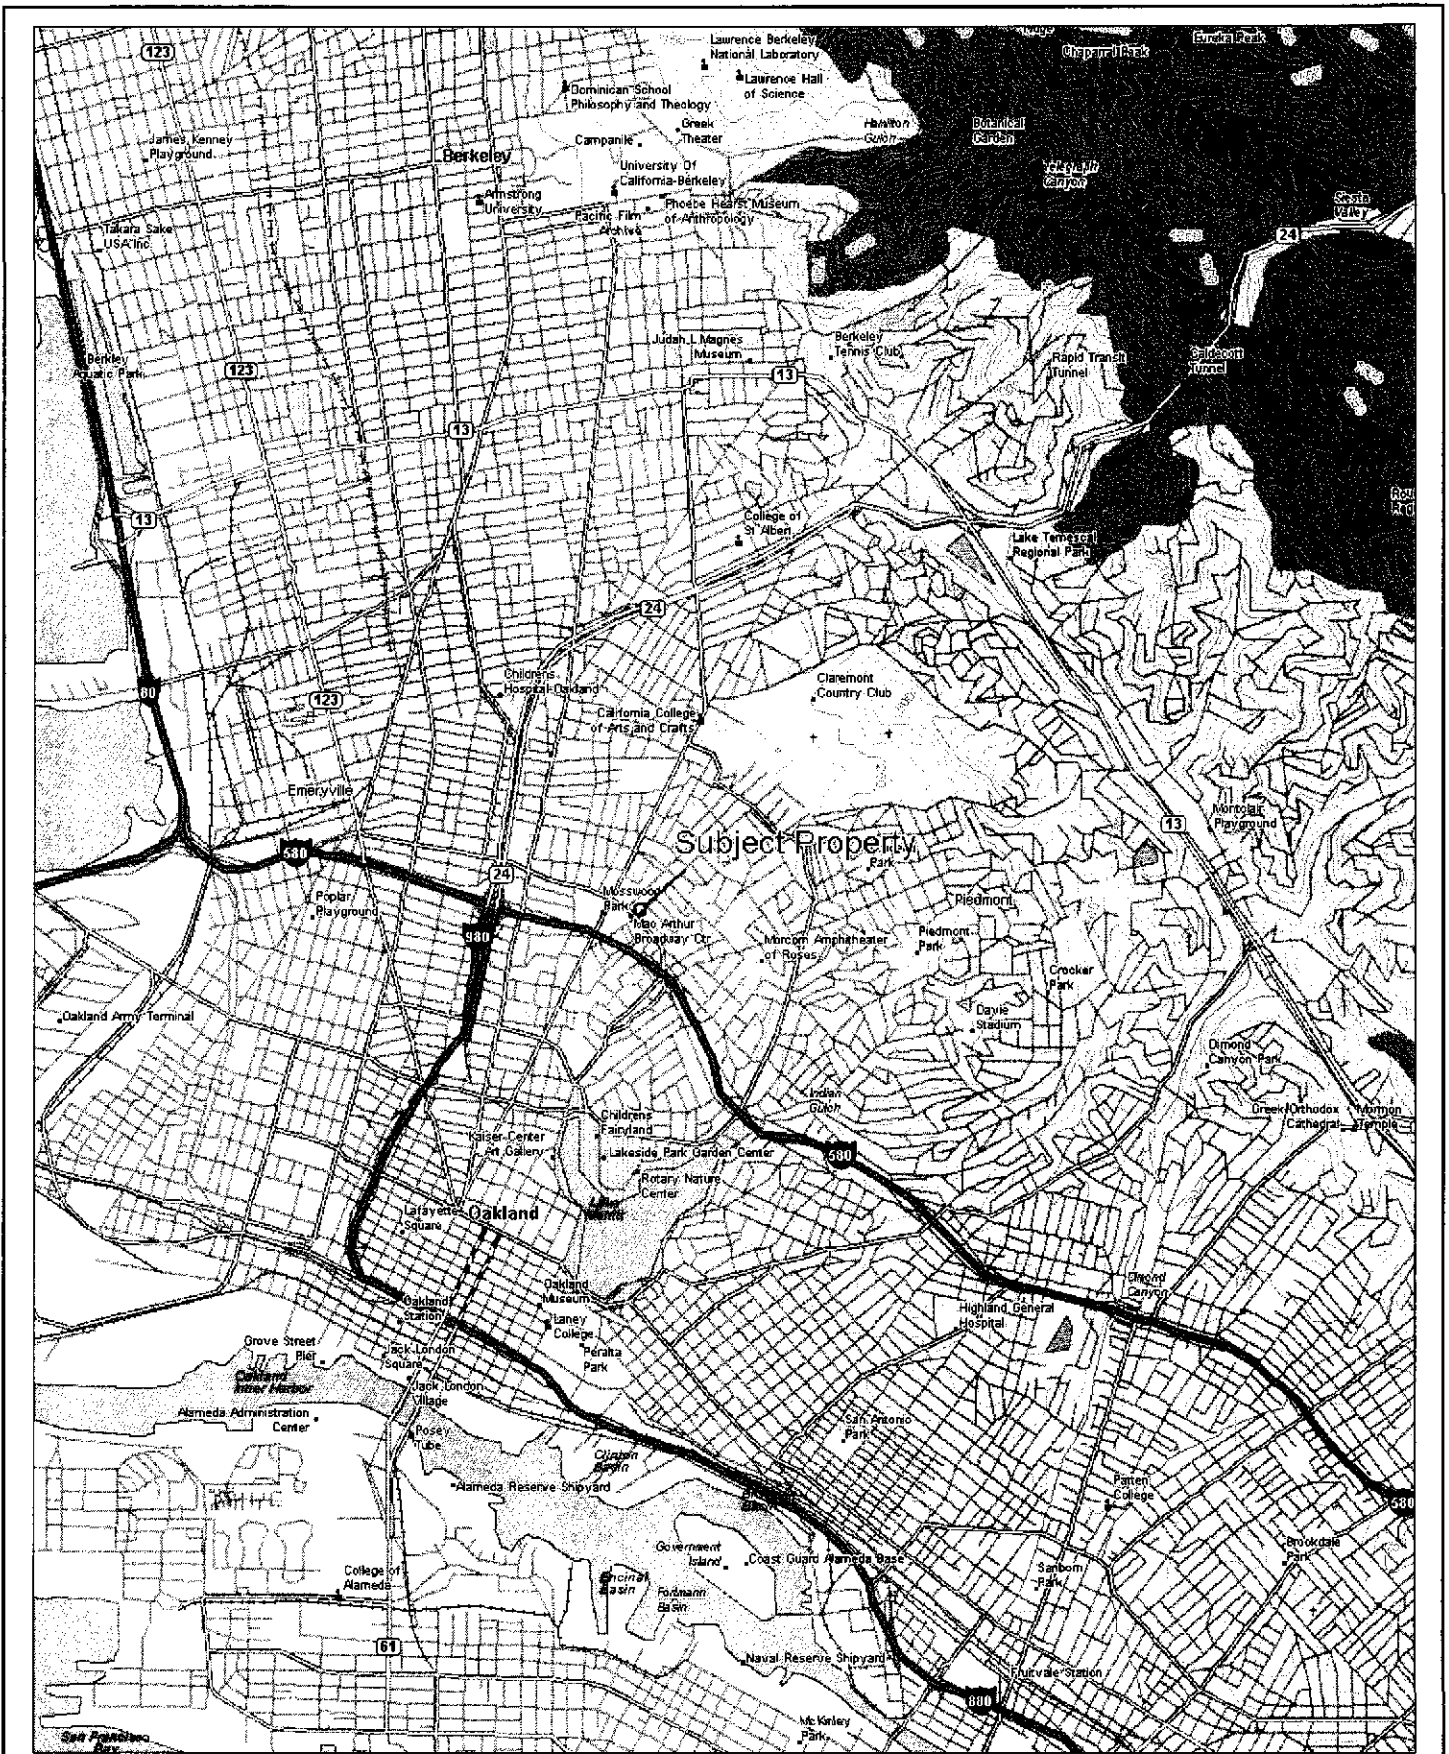 123
Lawrence Berkeley
National Laboratory
Chaparral Peak
Eureka Peak
Lawrence Hall
of Science
Dominican School
Philosophy and Theology
Greek
Theater
Campanile
Hamilton
Gulch
Botanical
Garden
James Kenney
Playground
Berkeley
University Of
California-Berkeley
Telegraph
Canyon
Armstrong
University
Pacific Film
Archive
Phoebe Hearst Museum
of Anthropology
Siesta
Valley
24
Takara Sake
USA Inc
Judah L Magnes
Museum
Berkeley
Tennis Club
Rapid Transit
Tunnel
Caldecott
Tunnel
Berkley
Aquatic Park
123
13
13
13
College of
St Albert
Lake Temescal
Regional Park
24
80
Childrens
Hospital-Oakland
Claremont
Country Club
123
California College
of Arts and Crafts
Emeryville
Montclair
Playground
13
Subject Property
Park
580
24
Poplar
Playground
Mosswood
Park
Piedmont
980
Mac Arthur
Broadway Ctr
Morcom Amphitheater
of Roses
Piedmont
Park
Crocker
Park
Oakland Army Terminal
Davie
Stadium
Dimond
Canyon Park
Indian
Gulch
Childrens
Fairyland
Greek Orthodox
Cathedral
Mormon
Temple
Kaiser Center
Art Gallery
Lakeside Park Garden Center
580
Rotary Nature
Center
Lafayette
Square
Oakland
Lake
Merritt
Oakland
Museum
Dimond
Canyon
Oakland
Station
Highland General
Hospital
Laney
College
Grove Street
Pier
Jack London
Square
Peralta
Park
Oakland
Inner Harbor
Jack London
Village
Alameda Administration
Center
San Antonio
Park
Posey
Tube
Clinton
Basin
Alameda Reserve Shipyard
Patten
College
580
Government
Island
Coast Guard Alameda Base
Brookdale
Park
College of
Alameda
Encinal
Basin
Fortmann
Basin
Sanborn
Park
61
Naval Reserve Shipyard
Fruitvale Station
880
McKinley
Park
San Francisco
Bay